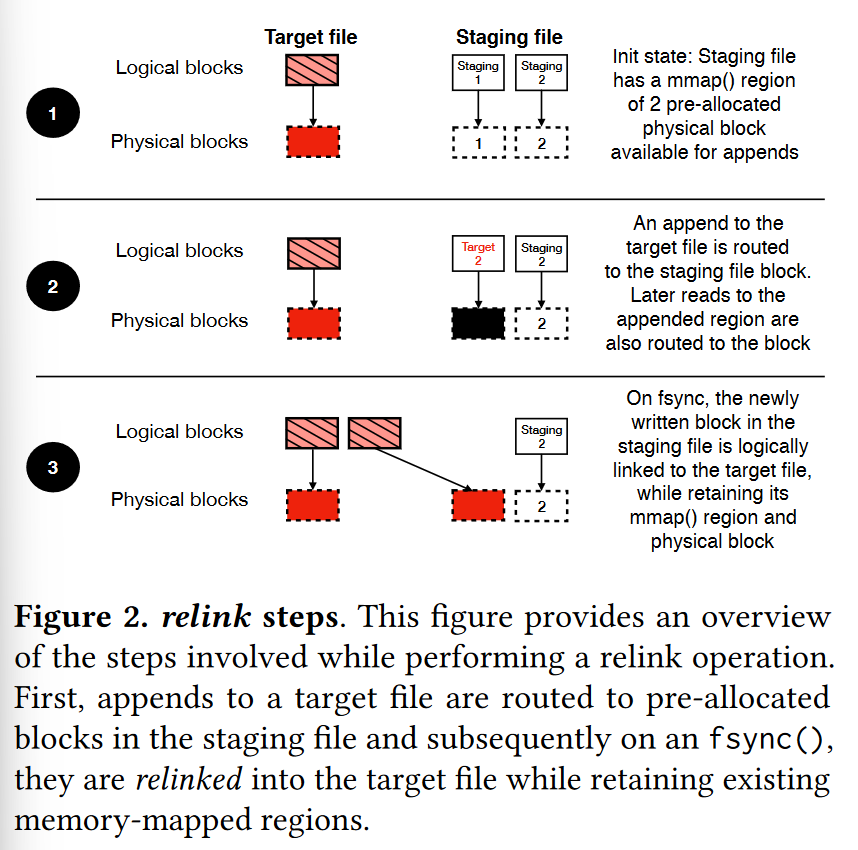 Target file
Staging file
1
Logical blocks
Staging
1
Staging
2
Physical blocks
1
2
Init state: Staging file
has a mmap() region
of 2 pre-allocated
physical block
available for appends
2
Logical blocks
Target
2
Staging
2
Physical blocks
2
An append to the
target file is routed
to the staging file block.
Later reads to the
appended region are
also routed to the block
3
Logical blocks
Staging
2
Physical blocks
2
On fsync, the newly
written block in the
staging file is logically
linked to the target file,
while retaining its
mmap() region and
physical block
Figure 2. relink steps. This figure provides an overview
of the steps involved while performing a relink operation.
First, appends to a target file are routed to pre-allocated
blocks in the staging file and subsequently on an fsync(),
they are relinked into the target file while retaining existing
memory-mapped regions.